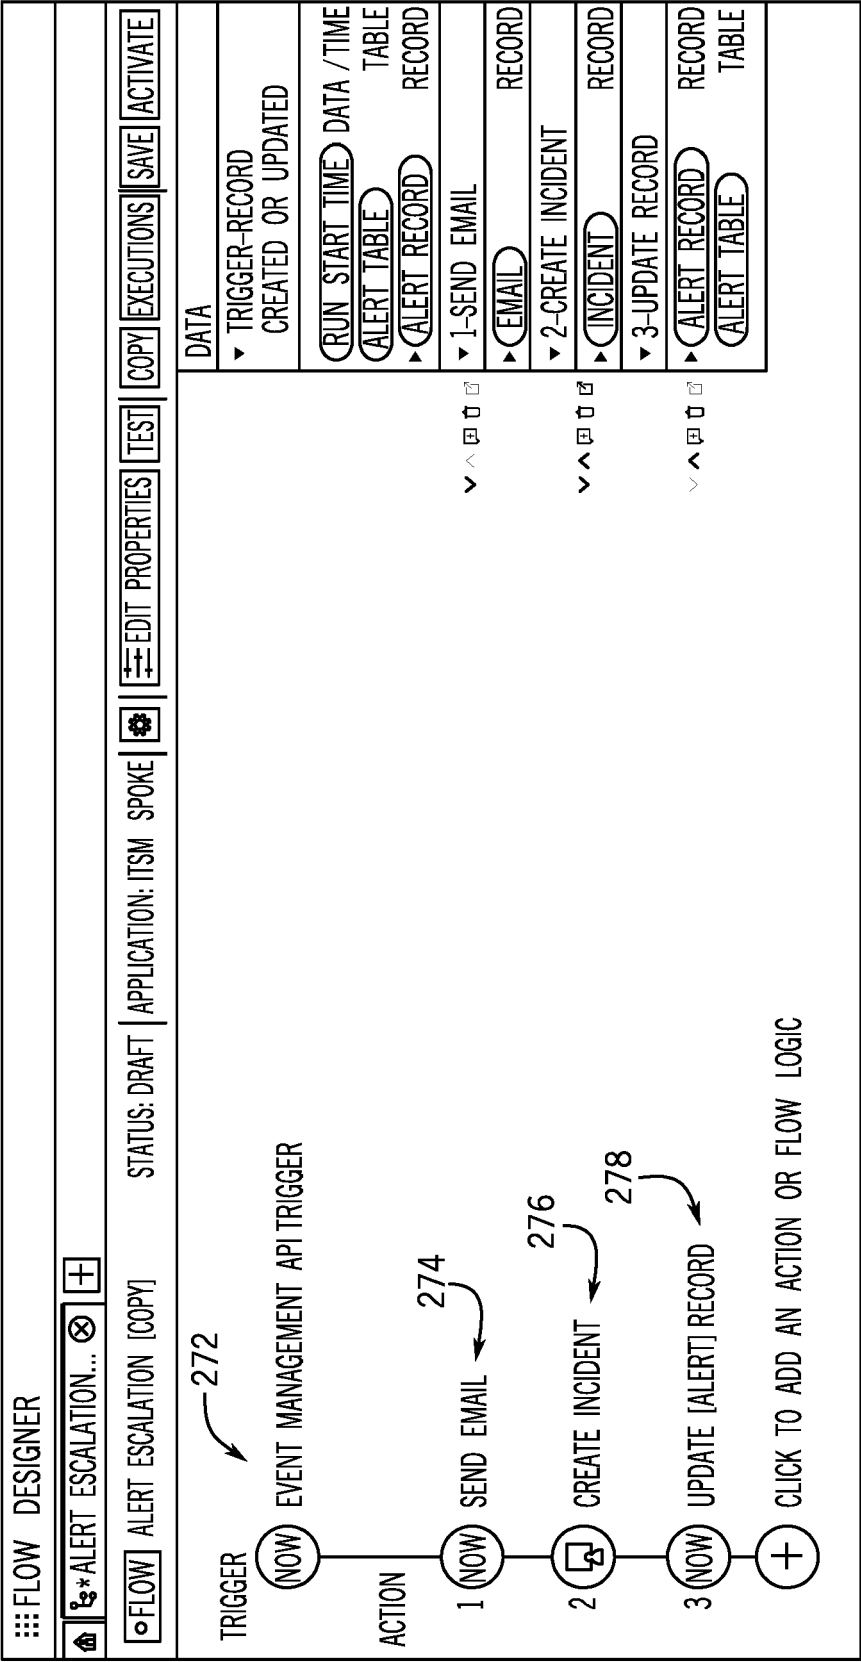 FLOW DESIGNER
*ALERT ESCALATION...
FLOW ALERT ESCALATION [COPY] STATUS: DRAFT APPLICATION: ITSM SPOKE EDIT PROPERTIES TEST COPY EXECUTIONS SAVE ACTIVATE
TRIGGER
272
NOW EVENT MANAGEMENT API TRIGGER
ACTION
274
1 NOW SEND EMAIL
276
2 CREATE INCIDENT
278
3 NOW UPDATE [ALERT] RECORD
+ CLICK TO ADD AN ACTION OR FLOW LOGIC
DATA
TRIGGER-RECORD
CREATED OR UPDATED
RUN START TIME DATA/TIME
ALERT TABLE TABLE
ALERT RECORD RECORD
1-SEND EMAIL
EMAIL RECORD
2-CREATE INCIDENT
INCIDENT RECORD
3-UPDATE RECORD
ALERT RECORD RECORD
ALERT TABLE TABLE